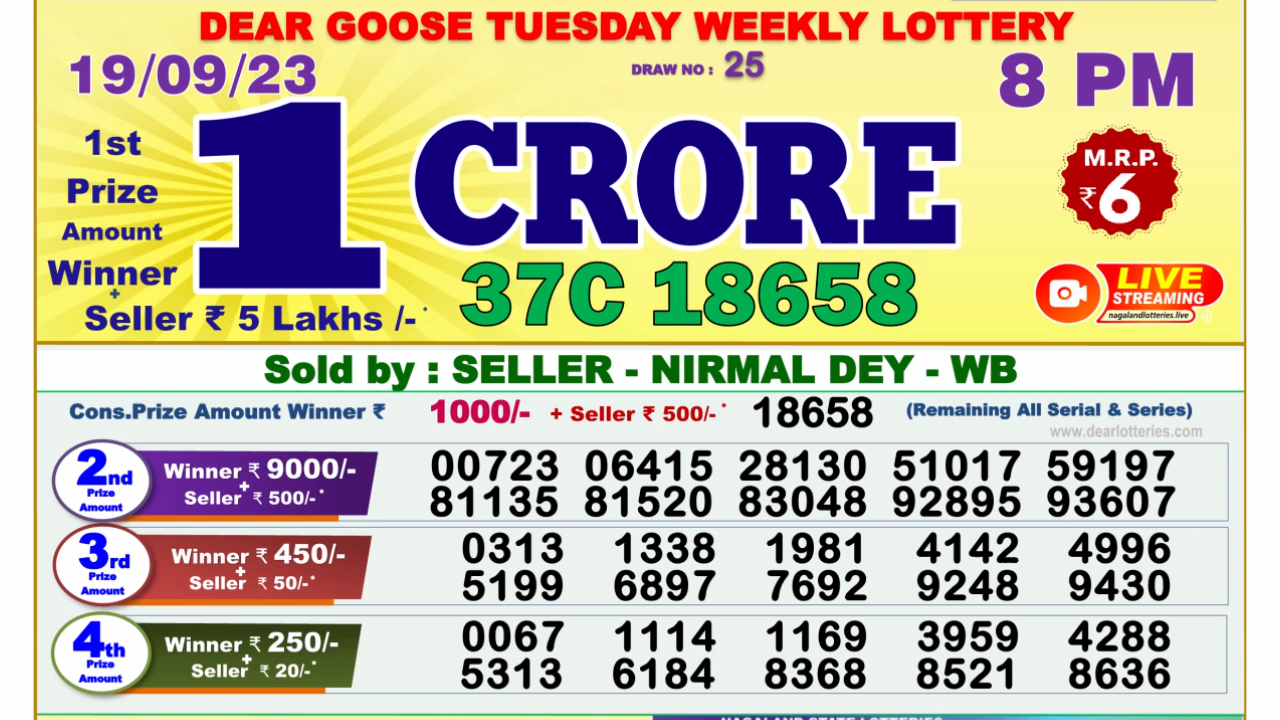 DEAR GOOSE TUESDAY WEEKLY LOTTERY
19/09/23
DRAW NO : 25
8 PM
1st
Prize
Amount
Winner
+
Seller ₹ 5 Lakhs /-*
1 CRORE
37C 18658
M.R.P.
₹6
LIVE
STREAMING
nagalandlotteries.live
Sold by : SELLER - NIRMAL DEY - WB
Cons.Prize Amount Winner ₹ 1000/- + Seller ₹ 500/-* 18658 (Remaining All Serial & Series)
www.dearlotteries.com
2nd
Prize
Amount
Winner ₹ 9000/-
+
Seller ₹ 500/-*
00723 06415 28130 51017 59197
81135 81520 83048 92895 93607
3rd
Prize
Amount
Winner ₹ 450/-
+
Seller ₹ 50/-*
0313 1338 1981 4142 4996
5199 6897 7692 9248 9430
4th
Prize
Amount
Winner ₹ 250/-
+
Seller ₹ 20/-*
0067 1114 1169 3959 4288
5313 6184 8368 8521 8636
NAGALAND STATE LOTTERIES